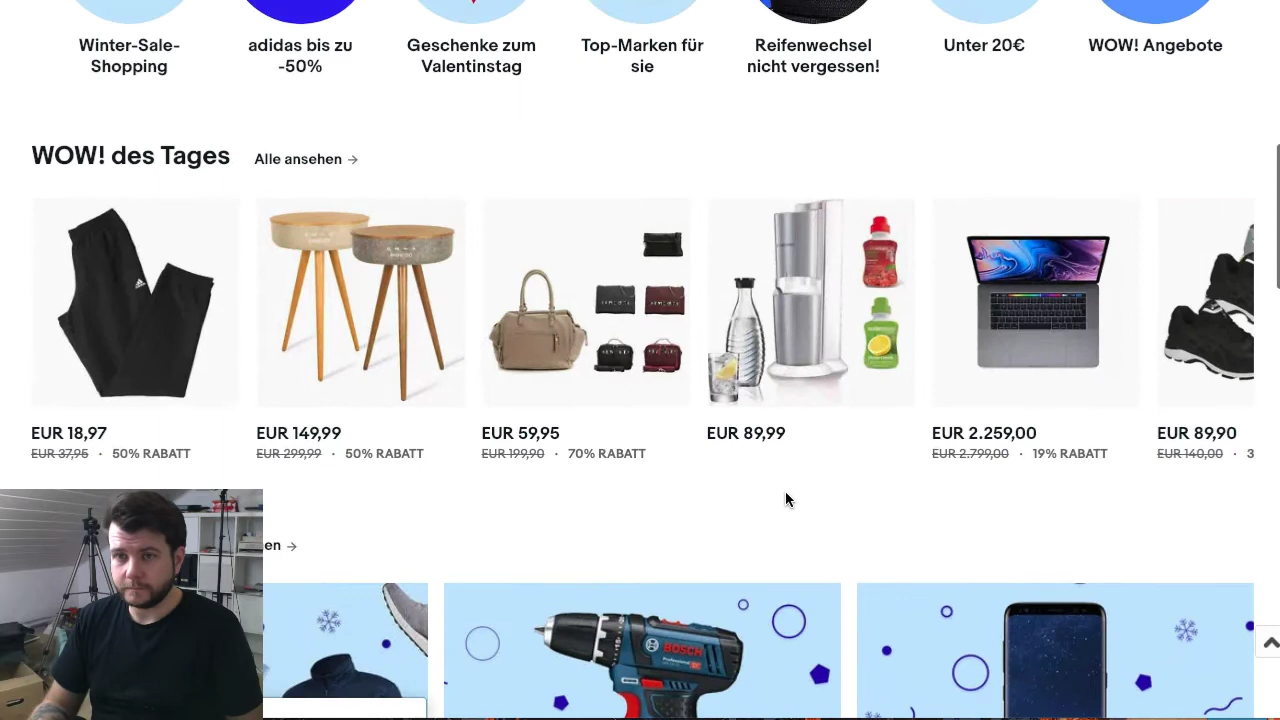 Winter-Sale-
Shopping
adidas bis zu
-50%
Geschenke zum
Valentinstag
Top-Marken für
sie
Reifenwechsel
nicht vergessen!
Unter 20€
WOW! Angebote
WOW! des Tages
Alle ansehen →
EUR 18,97
EUR 37,95 · 50% RABATT
EUR 149,99
EUR 299,99 · 50% RABATT
EUR 59,95
EUR 199,90 · 70% RABATT
EUR 89,99
EUR 2.259,00
EUR 2.799,00 · 19% RABATT
EUR 89,90
EUR 140,00 · 3
en →
BOSCH
Professional